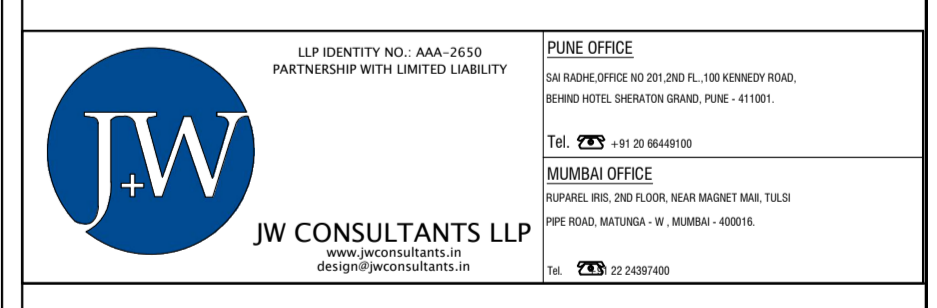 J+W
LLP IDENTITY NO.: AAA-2650
PARTNERSHIP WITH LIMITED LIABILITY
JW CONSULTANTS LLP
www.jwconsultants.in
design@jwconsultants.in
PUNE OFFICE
SAI RADHE,OFFICE NO 201,2ND FL.,100 KENNEDY ROAD,
BEHIND HOTEL SHERATON GRAND, PUNE - 411001.
Tel. ☎ +91 20 66449100
MUMBAI OFFICE
RUPAREL IRIS, 2ND FLOOR, NEAR MAGNET MAII, TULSI
PIPE ROAD, MATUNGA - W , MUMBAI - 400016.
Tel. ☎ 22 24397400